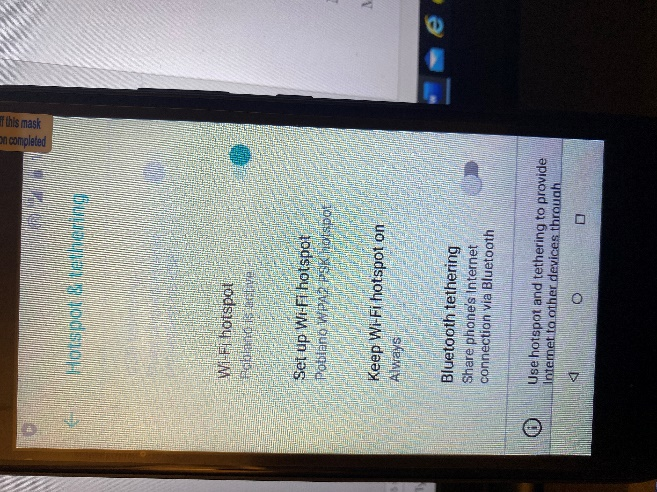 if this mask
on completed
Hotspot & tethering
Wi-Fi hotspot
Poblano is active
Set up Wi-Fi hotspot
Poblano WPA2 PSK hotspot
Keep Wi-Fi hotspot on
Always
Bluetooth tethering
Share phone's Internet
connection via Bluetooth
Use hotspot and tethering to provide
Internet to other devices through